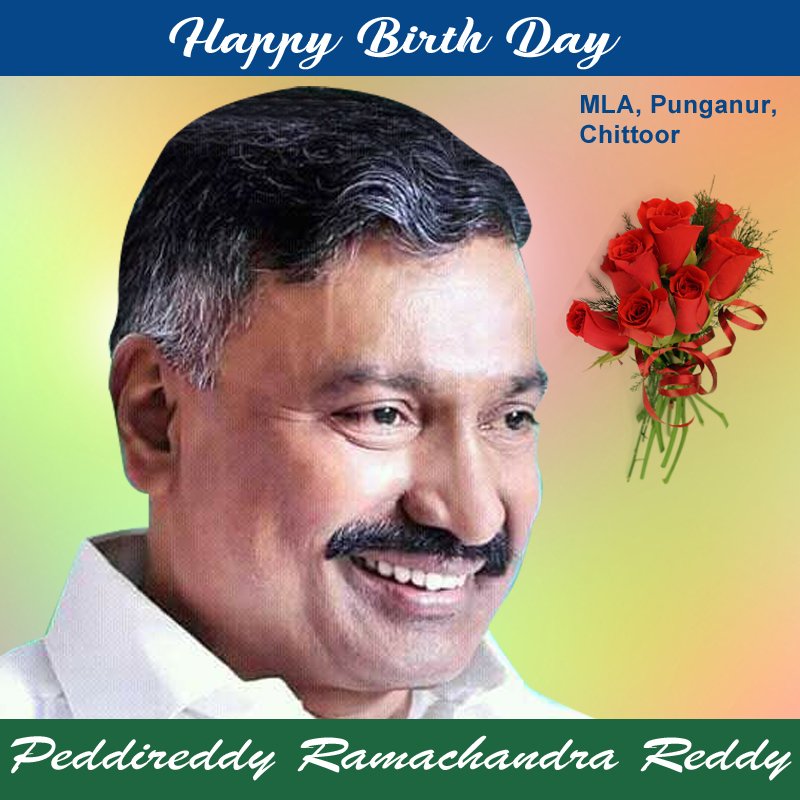 Happy Birth Day
MLA, Punganur,
Chittoor
Peddireddy Ramachandra Reddy